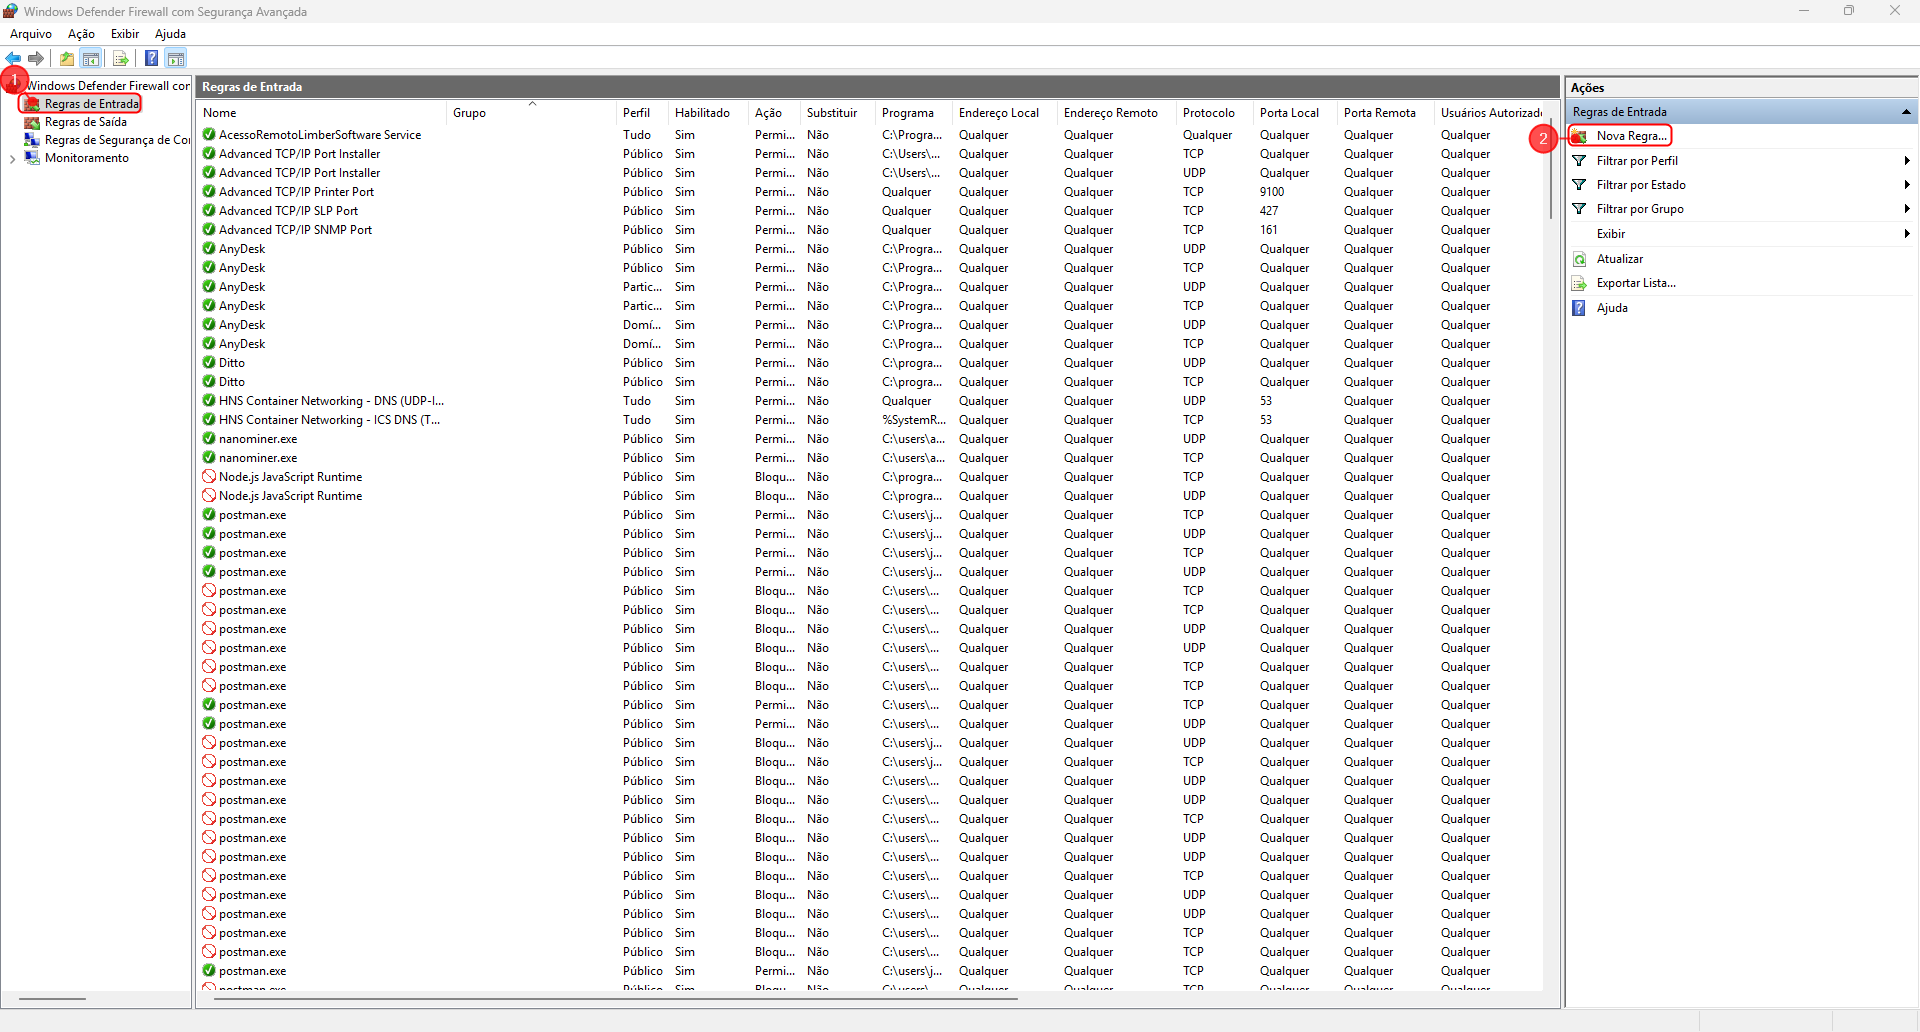 Windows Defender Firewall com Segurança Avançada
Arquivo Ação Exibir Ajuda
1
Windows Defender Firewall cor
Regras de Entrada
Regras de Saída
Regras de Segurança de Co
Monitoramento
Regras de Entrada
Nome Grupo Perfil Habilitado Ação Substituir Programa Endereço Local Endereço Remoto Protocolo Porta Local Porta Remota Usuários Autorizad
AcessoRemotoLimberSoftware Service Tudo Sim Permi... Não C:\Progra... Qualquer Qualquer Qualquer Qualquer Qualquer Qualquer
Advanced TCP/IP Port Installer Público Sim Permi... Não C:\Users\... Qualquer Qualquer TCP Qualquer Qualquer Qualquer
Advanced TCP/IP Port Installer Público Sim Permi... Não C:\Users\... Qualquer Qualquer UDP Qualquer Qualquer Qualquer
Advanced TCP/IP Printer Port Público Sim Permi... Não Qualquer Qualquer Qualquer TCP 9100 Qualquer Qualquer
Advanced TCP/IP SLP Port Público Sim Permi... Não Qualquer Qualquer Qualquer TCP 427 Qualquer Qualquer
Advanced TCP/IP SNMP Port Público Sim Permi... Não Qualquer Qualquer Qualquer TCP 161 Qualquer Qualquer
AnyDesk Público Sim Permi... Não C:\Progra... Qualquer Qualquer UDP Qualquer Qualquer Qualquer
AnyDesk Público Sim Permi... Não C:\Progra... Qualquer Qualquer TCP Qualquer Qualquer Qualquer
AnyDesk Partic... Sim Permi... Não C:\Progra... Qualquer Qualquer UDP Qualquer Qualquer Qualquer
AnyDesk Partic... Sim Permi... Não C:\Progra... Qualquer Qualquer TCP Qualquer Qualquer Qualquer
AnyDesk Domí... Sim Permi... Não C:\Progra... Qualquer Qualquer UDP Qualquer Qualquer Qualquer
AnyDesk Domí... Sim Permi... Não C:\Progra... Qualquer Qualquer TCP Qualquer Qualquer Qualquer
Ditto Público Sim Permi... Não C:\progra... Qualquer Qualquer UDP Qualquer Qualquer Qualquer
Ditto Público Sim Permi... Não C:\progra... Qualquer Qualquer TCP Qualquer Qualquer Qualquer
HNS Container Networking - DNS (UDP-I... Tudo Sim Permi... Não Qualquer Qualquer Qualquer UDP 53 Qualquer Qualquer
HNS Container Networking - ICS DNS (T... Tudo Sim Permi... Não %SystemR... Qualquer Qualquer TCP 53 Qualquer Qualquer
nanominer.exe Público Sim Permi... Não C:\users\a... Qualquer Qualquer UDP Qualquer Qualquer Qualquer
nanominer.exe Público Sim Permi... Não C:\users\a... Qualquer Qualquer TCP Qualquer Qualquer Qualquer
Node.js JavaScript Runtime Público Sim Bloqu... Não C:\progra... Qualquer Qualquer TCP Qualquer Qualquer Qualquer
Node.js JavaScript Runtime Público Sim Bloqu... Não C:\progra... Qualquer Qualquer UDP Qualquer Qualquer Qualquer
postman.exe Público Sim Permi... Não C:\users\j... Qualquer Qualquer TCP Qualquer Qualquer Qualquer
postman.exe Público Sim Permi... Não C:\users\j... Qualquer Qualquer UDP Qualquer Qualquer Qualquer
postman.exe Público Sim Permi... Não C:\users\j... Qualquer Qualquer TCP Qualquer Qualquer Qualquer
postman.exe Público Sim Permi... Não C:\users\j... Qualquer Qualquer UDP Qualquer Qualquer Qualquer
postman.exe Público Sim Bloqu... Não C:\users\... Qualquer Qualquer TCP Qualquer Qualquer Qualquer
postman.exe Público Sim Bloqu... Não C:\users\... Qualquer Qualquer TCP Qualquer Qualquer Qualquer
postman.exe Público Sim Bloqu... Não C:\users\... Qualquer Qualquer UDP Qualquer Qualquer Qualquer
postman.exe Público Sim Bloqu... Não C:\users\... Qualquer Qualquer UDP Qualquer Qualquer Qualquer
postman.exe Público Sim Bloqu... Não C:\users\... Qualquer Qualquer TCP Qualquer Qualquer Qualquer
postman.exe Público Sim Bloqu... Não C:\users\... Qualquer Qualquer TCP Qualquer Qualquer Qualquer
postman.exe Público Sim Permi... Não C:\users\... Qualquer Qualquer TCP Qualquer Qualquer Qualquer
postman.exe Público Sim Permi... Não C:\users\... Qualquer Qualquer UDP Qualquer Qualquer Qualquer
postman.exe Público Sim Bloqu... Não C:\users\j... Qualquer Qualquer UDP Qualquer Qualquer Qualquer
postman.exe Público Sim Bloqu... Não C:\users\j... Qualquer Qualquer TCP Qualquer Qualquer Qualquer
postman.exe Público Sim Bloqu... Não C:\users\... Qualquer Qualquer UDP Qualquer Qualquer Qualquer
postman.exe Público Sim Bloqu... Não C:\users\... Qualquer Qualquer UDP Qualquer Qualquer Qualquer
postman.exe Público Sim Bloqu... Não C:\users\... Qualquer Qualquer TCP Qualquer Qualquer Qualquer
postman.exe Público Sim Bloqu... Não C:\users\... Qualquer Qualquer UDP Qualquer Qualquer Qualquer
postman.exe Público Sim Bloqu... Não C:\users\... Qualquer Qualquer UDP Qualquer Qualquer Qualquer
postman.exe Público Sim Bloqu... Não C:\users\... Qualquer Qualquer TCP Qualquer Qualquer Qualquer
postman.exe Público Sim Bloqu... Não C:\users\... Qualquer Qualquer UDP Qualquer Qualquer Qualquer
postman.exe Público Sim Bloqu... Não C:\users\... Qualquer Qualquer UDP Qualquer Qualquer Qualquer
postman.exe Público Sim Bloqu... Não C:\users\... Qualquer Qualquer TCP Qualquer Qualquer Qualquer
postman.exe Público Sim Bloqu... Não C:\users\... Qualquer Qualquer TCP Qualquer Qualquer Qualquer
postman.exe Público Sim Permi... Não C:\users\j... Qualquer Qualquer TCP Qualquer Qualquer Qualquer
Ações
Regras de Entrada
2
Nova Regra...
Filtrar por Perfil
Filtrar por Estado
Filtrar por Grupo
Exibir
Atualizar
Exportar Lista...
Ajuda